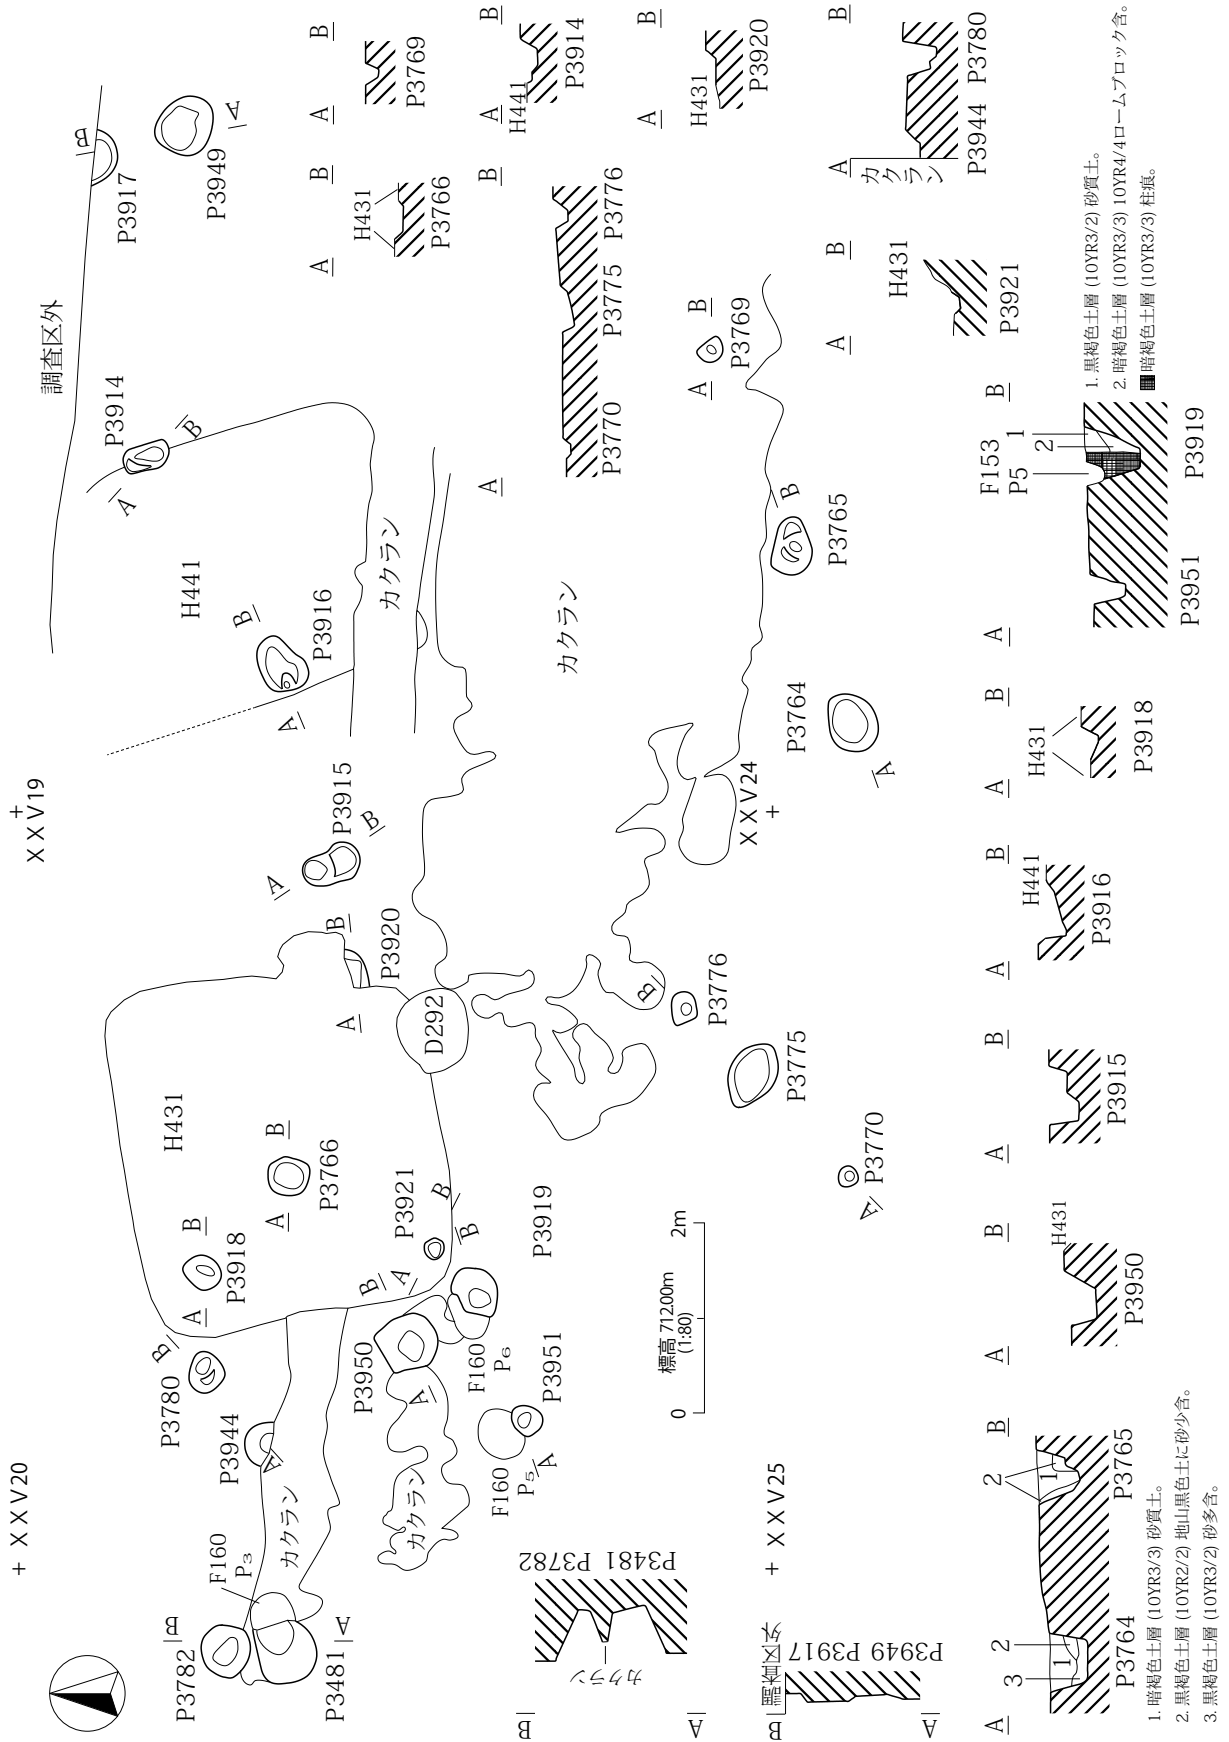 調査区外
P3917
B
P3949
A
P3914
A
B
H441
P3916
B
A
カクラン
カクラン
XXV19
P3915
A
B
P3920
B
A
D292
H431
P3766
A
B
P3918
A
B
P3921
B
A
P3919
B
P3950
B
A
F160
P6
P3951
F160
P5
A
P3780
B
P3944
A
カクラン
カクラン
F160
P3
P3782
B
P3481
A
XXV20
XXV24
XXV25
P3769
A
B
P3765
B
P3764
A
P3776
B
P3775
P3770
A
0
2m
標高 712.00m
(1:80)
A
B
P3769
A
B
H441
P3914
A
B
H431
P3920
A
B
カクラン
P3944
P3780
A
B
H431
P3766
A
B
P3770
P3775
P3776
A
B
H431
P3921
A
B
F153
P5
1
2
P3951
P3919
1. 黒褐色土層 (10YR3/2) 砂質土。
2. 暗褐色土層 (10YR3/3) 10YR4/4ロームブロック含。
暗褐色土層 (10YR3/3) 柱痕。
A
B
H431
P3918
A
B
H441
P3916
A
B
P3915
A
B
H431
P3950
A
B
3
2
1
2
1
P3764
P3765
1. 暗褐色土層 (10YR3/3) 砂質土。
2. 黒褐色土層 (10YR2/2) 地山黒色土に砂少含。
3. 黒褐色土層 (10YR3/2) 砂多含。
B
A
カクラン
P3481 P3782
B
A
調査区外
P3949 P3917